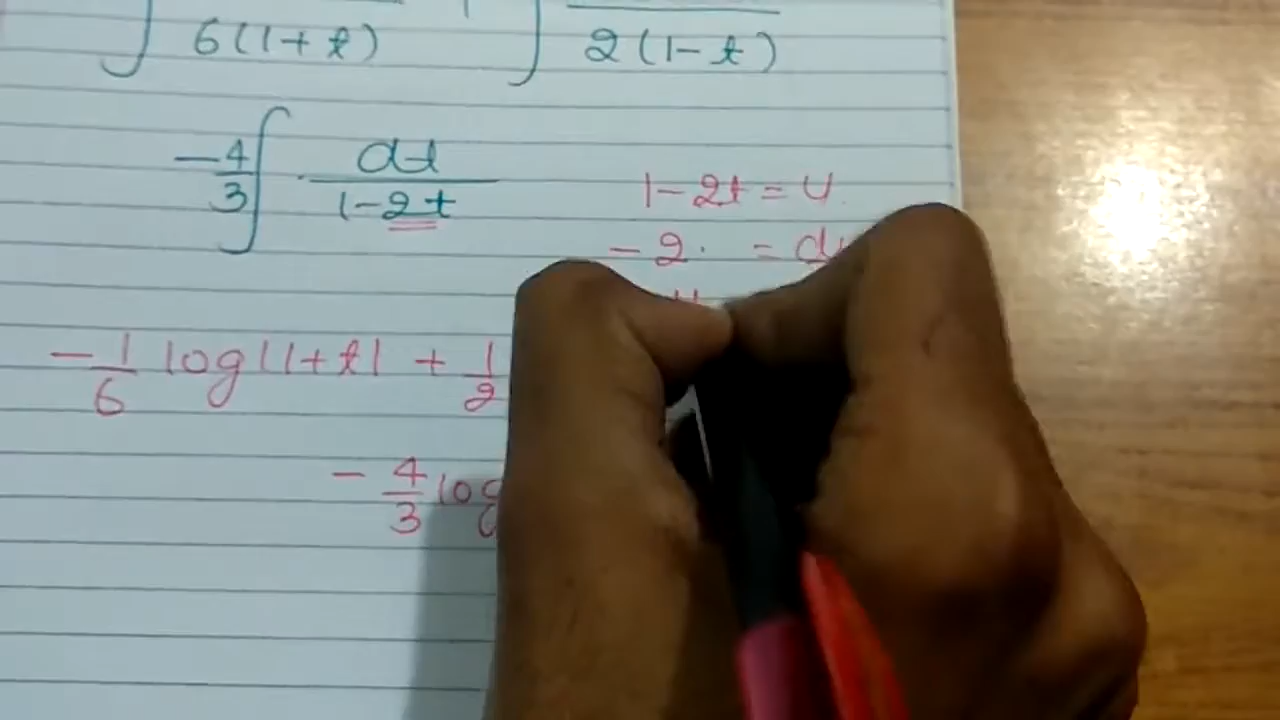 ∫ 6(1+t) ∫ 2(1-t)
-4/3 ∫ dt/(1-2t)
1-2t = u
-2 = du
-1/6 log|1+t| + 1/2
-4/3 log